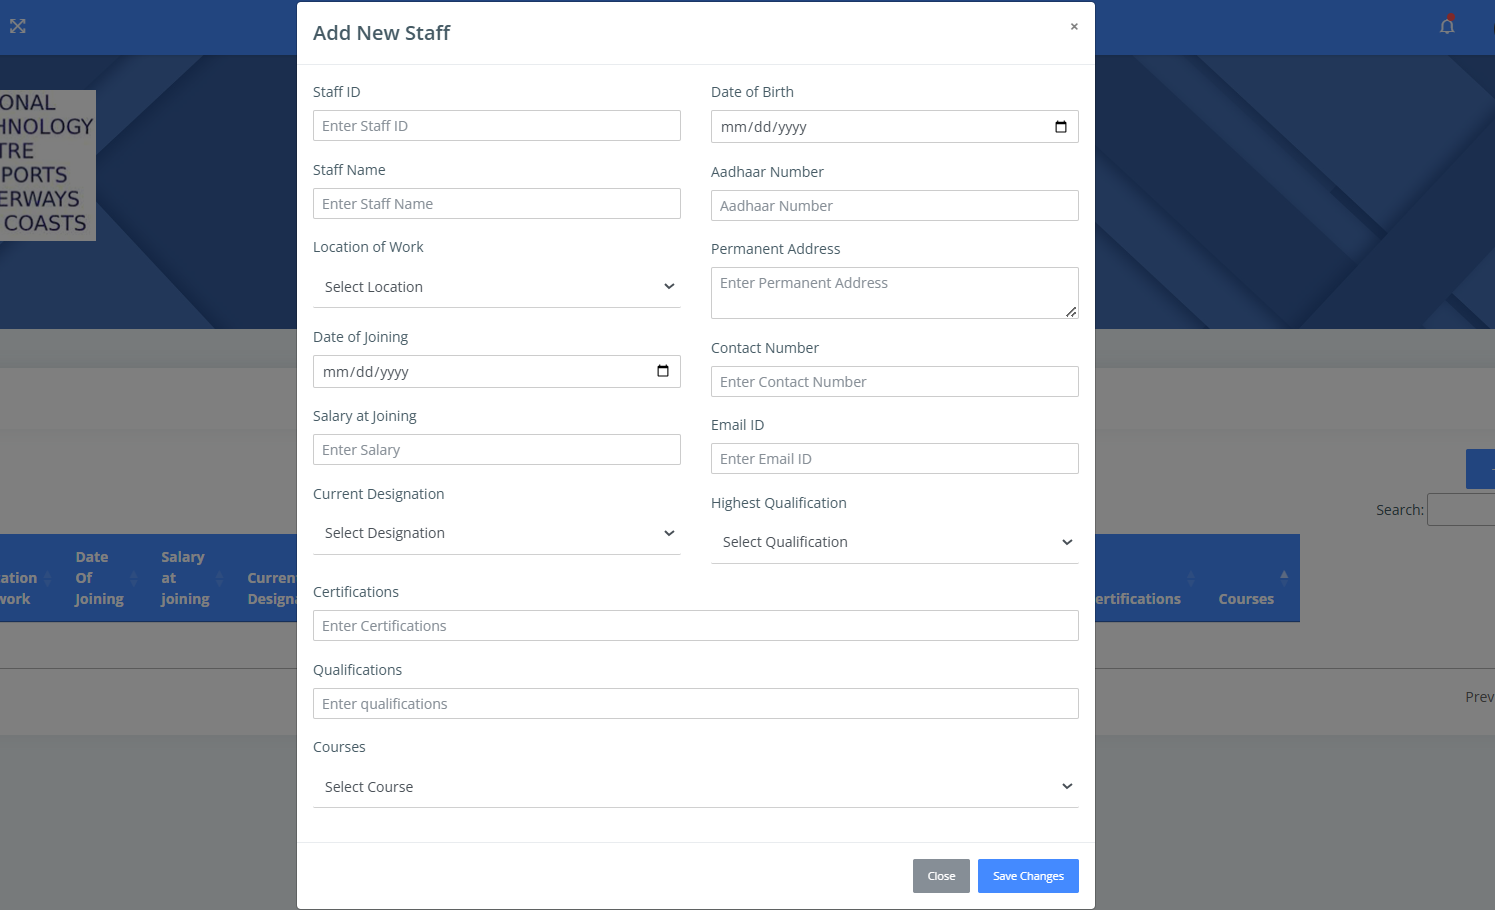 Add New Staff
×
Staff ID
Enter Staff ID
Staff Name
Enter Staff Name
Location of Work
Select Location
Date of Joining
mm/dd/yyyy
Salary at Joining
Enter Salary
Current Designation
Select Designation
Date of Birth
mm/dd/yyyy
Aadhaar Number
Aadhaar Number
Permanent Address
Enter Permanent Address
Contact Number
Enter Contact Number
Email ID
Enter Email ID
Highest Qualification
Select Qualification
Certifications
Enter Certifications
Qualifications
Enter qualifications
Courses
Select Course
Close
Save Changes
ONAL
HNOLOGY
TRE
PORTS
ERWAYS
COASTS
Search:
ation
work
Date
Of
Joining
Salary
at
joining
Curren
Designa
ertifications
Courses
Prev